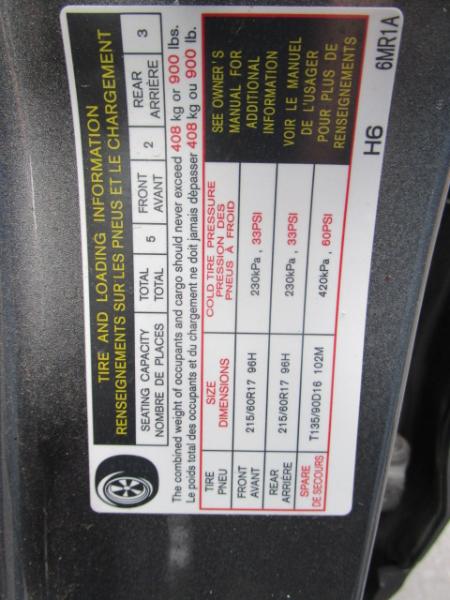 TIRE AND LOADING INFORMATION
RENSEIGNEMENTS SUR LES PNEUS ET LE CHARGEMENT
SEATING CAPACITY TOTAL 5 FRONT 2 REAR 3
NOMBRE DE PLACES TOTAL AVANT ARRIÈRE
The combined weight of occupants and cargo should never exceed 408 kg or 900 lbs.
Le poids total des occupants et du chargement ne doit jamais dépasser 408 kg ou 900 lb.
TIRE SIZE COLD TIRE PRESSURE
PNEU DIMENSIONS PRESSION DES
PNEUS À FROID
FRONT 215/60R17 96H 230kPa, 33PSI
AVANT
REAR 215/60R17 96H 230kPa, 33PSI
ARRIÈRE
SPARE T135/90D16 102M 420kPa, 60PSI
DE SECOURS
SEE OWNER'S
MANUAL FOR
ADDITIONAL
INFORMATION
VOIR LE MANUEL
DE L'USAGER
POUR PLUS DE
RENSEIGNEMENTS
H6 6MR1A